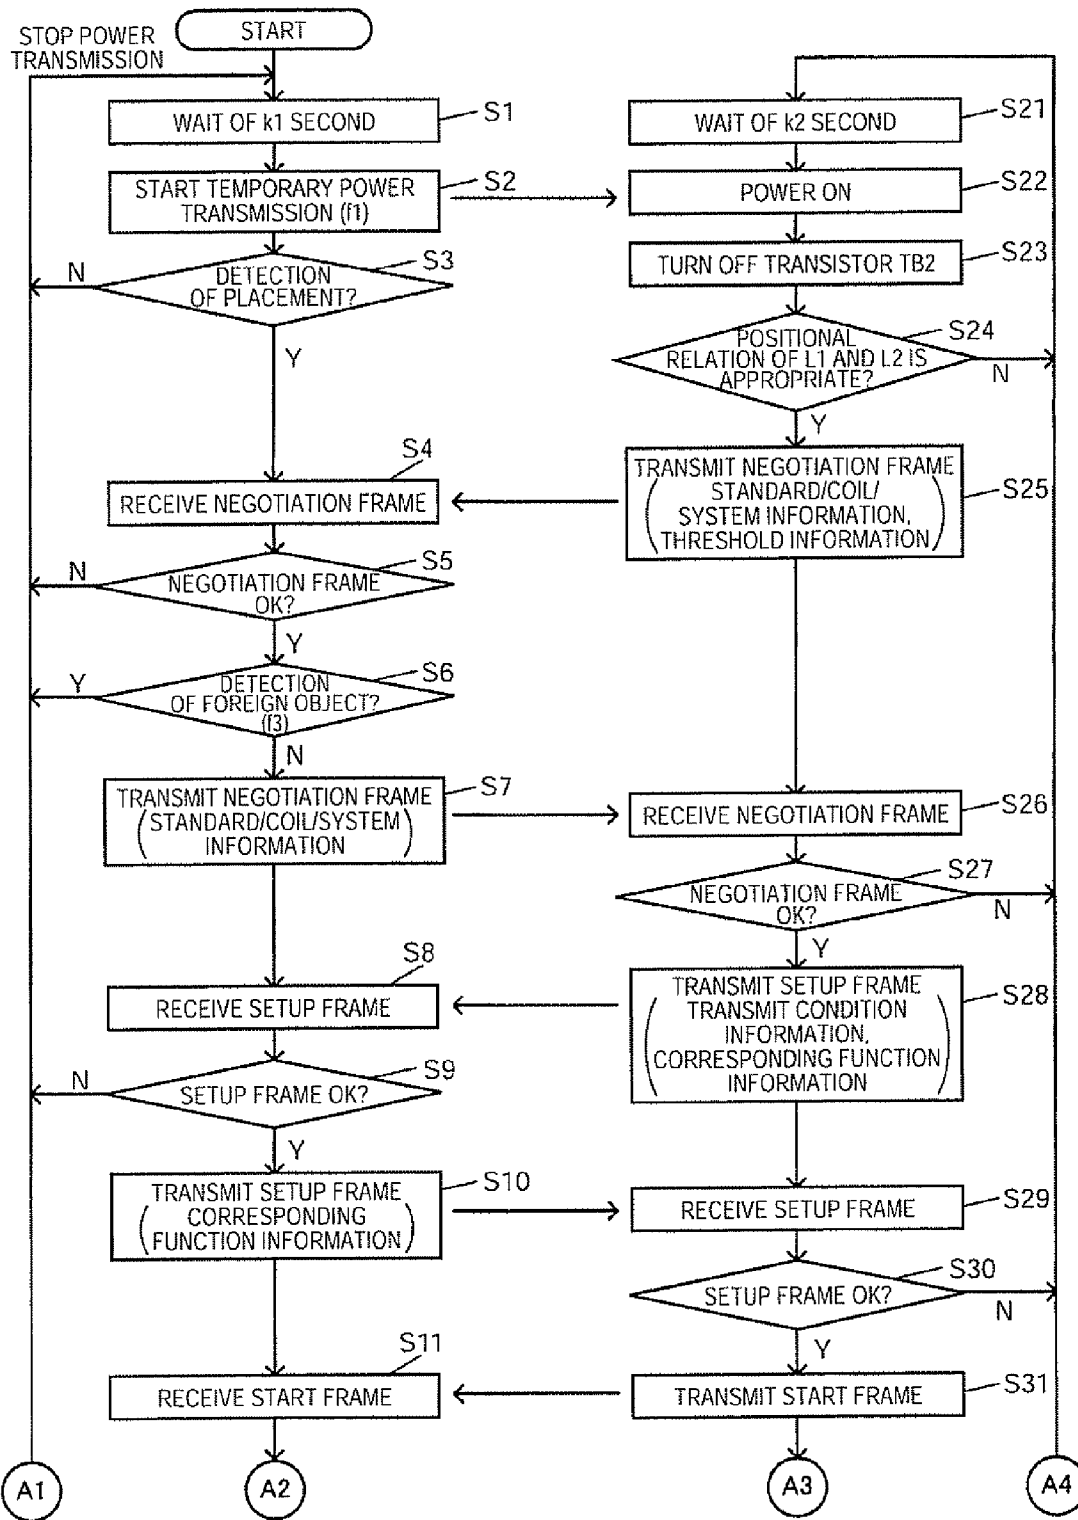 START
STOP POWER
TRANSMISSION
WAIT OF k1 SECOND
S1
START TEMPORARY POWER
TRANSMISSION (f1)
S2
DETECTION
OF PLACEMENT?
S3
N
Y
RECEIVE NEGOTIATION FRAME
S4
NEGOTIATION FRAME
OK?
S5
N
Y
DETECTION
OF FOREIGN OBJECT?
(f3)
S6
Y
N
TRANSMIT NEGOTIATION FRAME
(STANDARD/COIL/SYSTEM
INFORMATION)
S7
RECEIVE SETUP FRAME
S8
SETUP FRAME OK?
S9
N
Y
TRANSMIT SETUP FRAME
(CORRESPONDING
FUNCTION INFORMATION)
S10
RECEIVE START FRAME
S11
A1
A2
WAIT OF k2 SECOND
S21
POWER ON
S22
TURN OFF TRANSISTOR TB2
S23
POSITIONAL
RELATION OF L1 AND L2 IS
APPROPRIATE?
S24
N
Y
TRANSMIT NEGOTIATION FRAME
(STANDARD/COIL/
SYSTEM INFORMATION,
THRESHOLD INFORMATION)
S25
RECEIVE NEGOTIATION FRAME
S26
NEGOTIATION FRAME
OK?
S27
N
Y
TRANSMIT SETUP FRAME
(TRANSMIT CONDITION
INFORMATION,
CORRESPONDING FUNCTION
INFORMATION)
S28
RECEIVE SETUP FRAME
S29
SETUP FRAME OK?
S30
N
Y
TRANSMIT START FRAME
S31
A3
A4